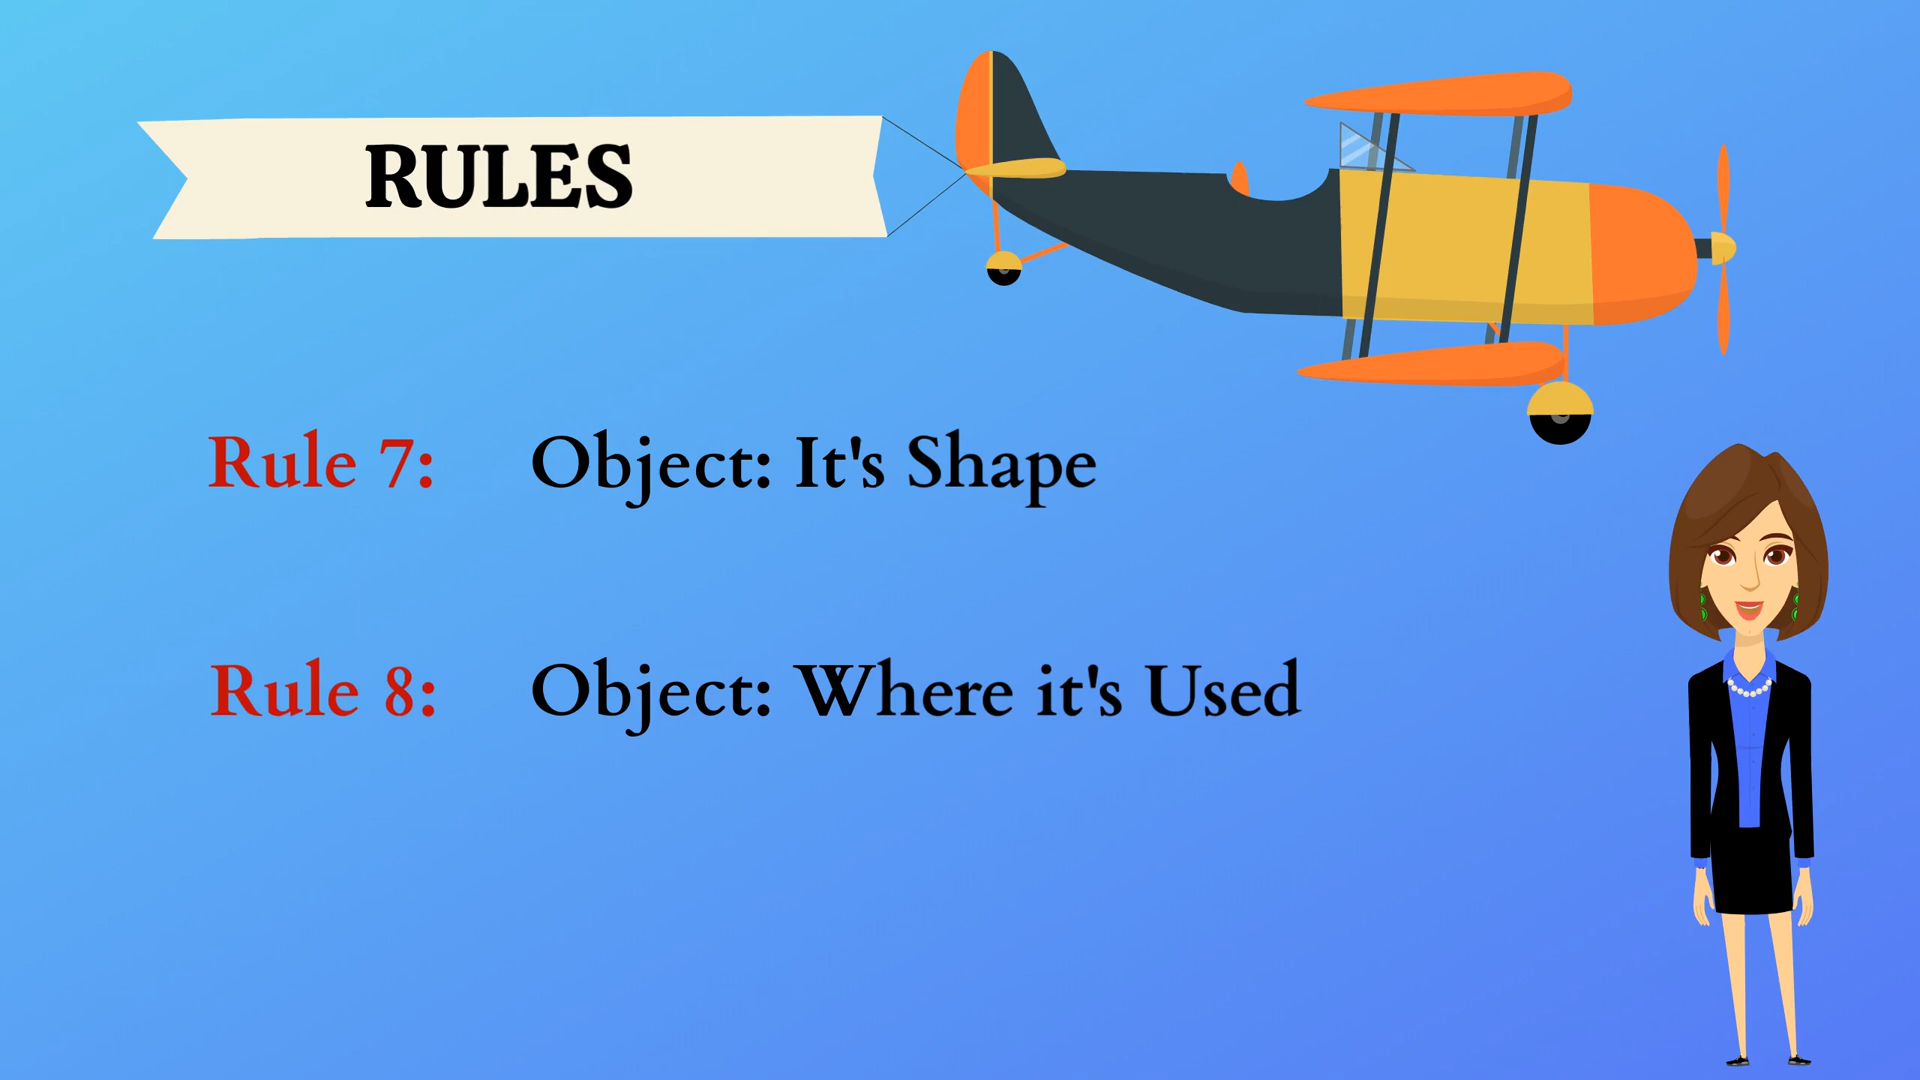 RULES
Rule 7: Object: It's Shape
Rule 8: Object: Where it's Used